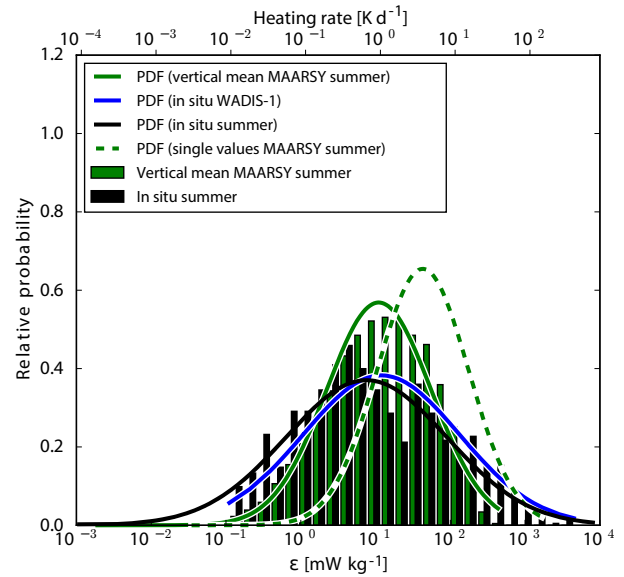 Heating rate [K d⁻¹]
10⁻⁴ 10⁻³ 10⁻² 10⁻¹ 10⁰ 10¹ 10²
1.2
1.0
0.8
0.6
0.4
0.2
0.0
Relative probability
PDF (vertical mean MAARSY summer)
PDF (in situ WADIS-1)
PDF (in situ summer)
PDF (single values MAARSY summer)
Vertical mean MAARSY summer
In situ summer
10⁻³ 10⁻² 10⁻¹ 10⁰ 10¹ 10² 10³ 10⁴
ε [mW kg⁻¹]